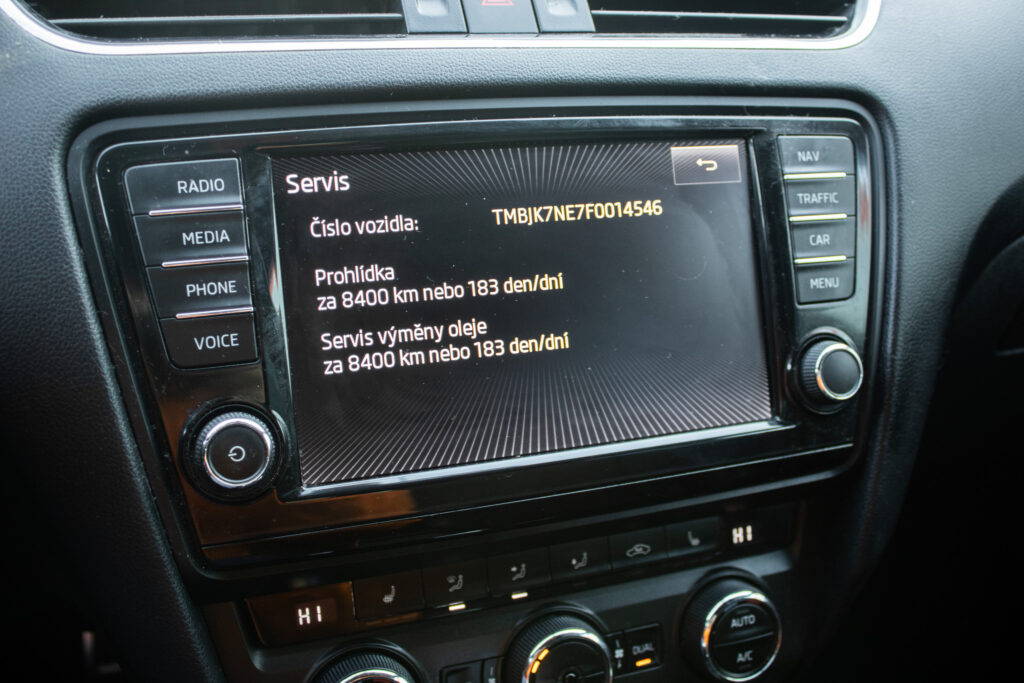 Servis
Číslo vozidla: TMBJK7NE7F0014546
Prohlídka
za 8400 km nebo 183 den/dní
Servis výměny oleje
za 8400 km nebo 183 den/dní
RADIO
MEDIA
PHONE
VOICE
NAV
TRAFFIC
CAR
MENU
HI
HI
DUAL
AUTO
A/C